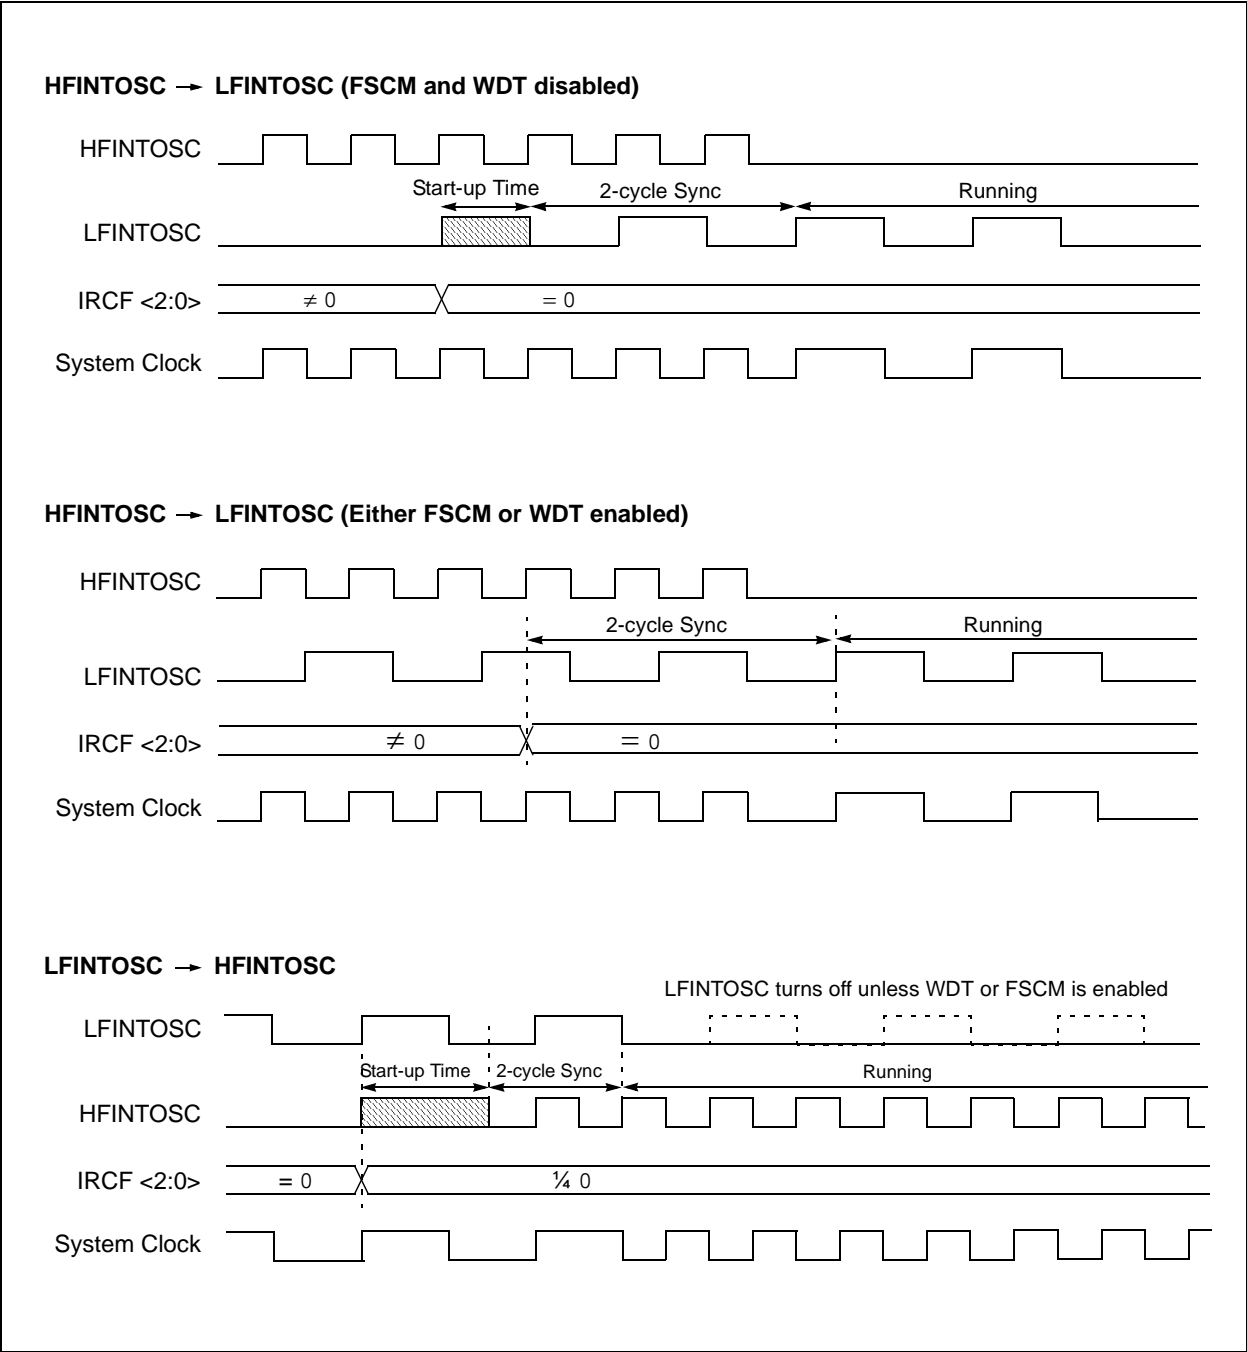 HFINTOSC → LFINTOSC (FSCM and WDT disabled)
HFINTOSC
Start-up Time 2-cycle Sync Running
LFINTOSC
IRCF <2:0> ≠ 0 = 0
System Clock
HFINTOSC → LFINTOSC (Either FSCM or WDT enabled)
HFINTOSC
2-cycle Sync Running
LFINTOSC
IRCF <2:0> ≠ 0 = 0
System Clock
LFINTOSC → HFINTOSC
LFINTOSC turns off unless WDT or FSCM is enabled
LFINTOSC
Start-up Time 2-cycle Sync Running
HFINTOSC
IRCF <2:0> = 0 ¼ 0
System Clock